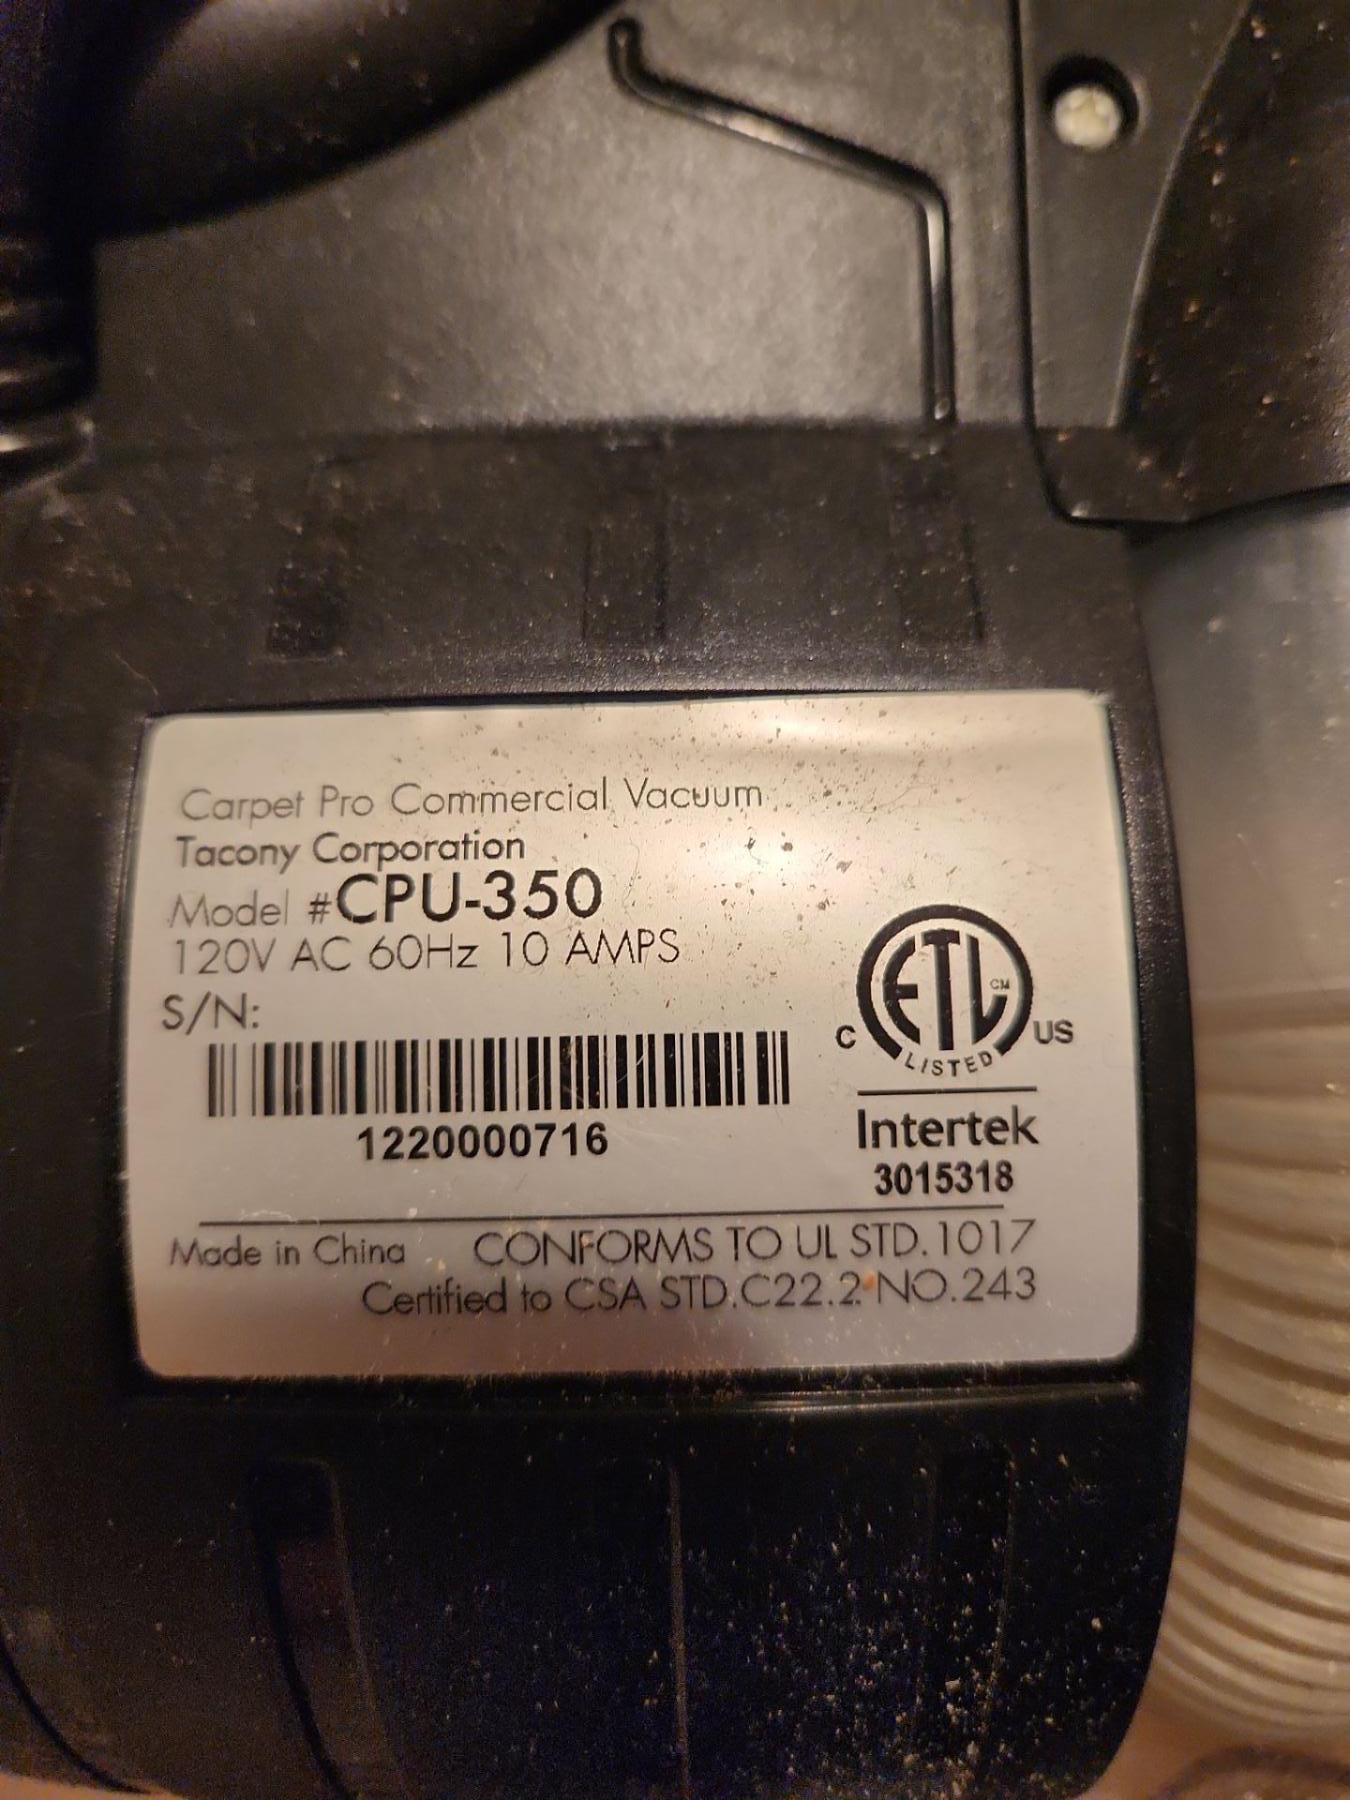 Carpet Pro Commercial Vacuum
Tacony Corporation
Model #CPU-350
120V AC 60Hz 10 AMPS
S/N:
1220000716
C ETL CM US
LISTED
Intertek
3015318
Made in China CONFORMS TO UL STD.1017
Certified to CSA STD.C22.2 NO.243